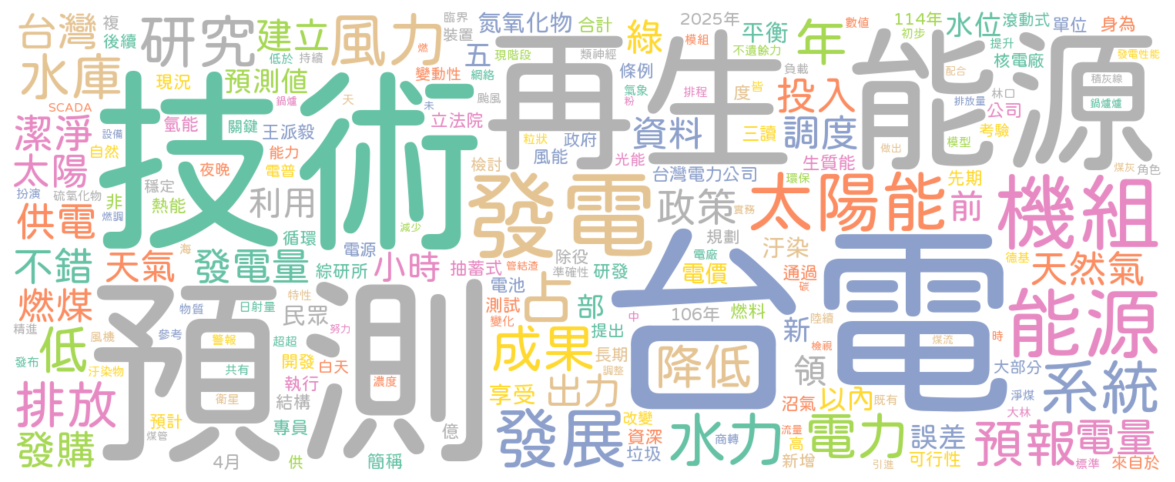 台灣
複
後續
研究
建立
風力
臨界
裝置
燃
氮氧化物
合計
2025年
平衡
年
114年
初步
水位
滾動式
單位
身為
數值
水庫
現況
預測值
低於
持續
變動性
五
現階段
網絡
類神經
條例
綠
模組
不遺餘力
負載
提升
核電廠
發電性能
再生能源
SCADA
鍋爐
氫能
颱風
氣象
粉
排程
度
皆
投入
配合
積灰線
林口
排放量
公司
鍋爐爐
潔淨
設備
技術
關鍵
王派毅
天
未
立法院
粒狀
政府
資料
三讀
調度
模型
考驗
太陽
自然
夜晚
能力
電普
檢討
風能
光能
台灣電力公司
環保
生質能
做出
煤灰
角色
扮演
硫氧化物
非
穩定
熱能
利用
發電
政策
實務
太陽能
先期
前
機組
供電
燃調
循環
減少
規劃
汙染
不錯
天氣
發電量
海
電源
綜研所
小時
抽蓄式
管結渣
除役
準確性
研發
電廠
電價
通過
碳
德基
天然氣
燃煤
物質
日射量
特性
電池
測試
變化
占
部
提出
106年
燃料
台電
新
陸續
能源
精進
風機
參考
預測
民眾
努力
中
低
發布
警報
超超
共有
開發
白天
成果
長期
調整
降低
檢視
領
煤流
時
大部分
系統
排放
汙染物
衛星
執行
濃度
享受
出力
沼氣
以內
既有
淨煤
大林
發購
預計
煤管
結構
專員
億
發展
改變
資深
垃圾
水力
商轉
流量
高
新增
電力
誤差
可行性
引進
預報
電量
標準
來自於
4月
供
簡稱